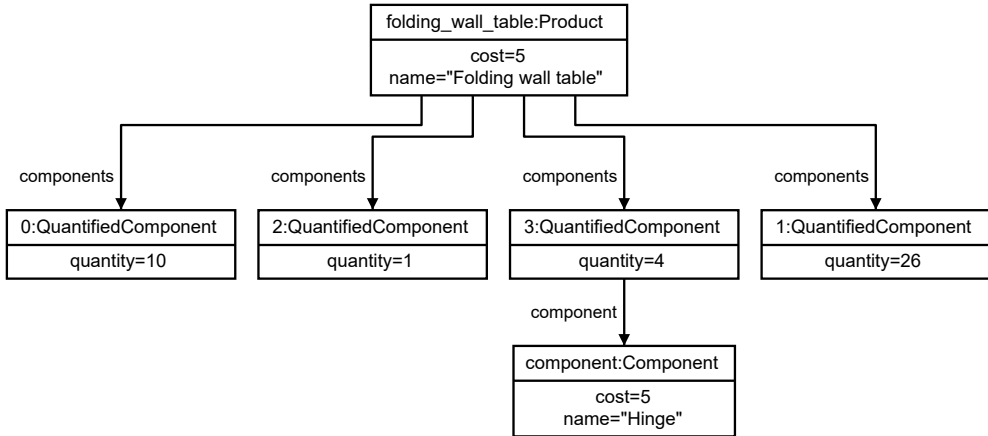 folding_wall_table:Product
cost=5
name="Folding wall table"
components
components
components
components
0:QuantifiedComponent
quantity=10
2:QuantifiedComponent
quantity=1
3:QuantifiedComponent
quantity=4
1:QuantifiedComponent
quantity=26
component
component:Component
cost=5
name="Hinge"